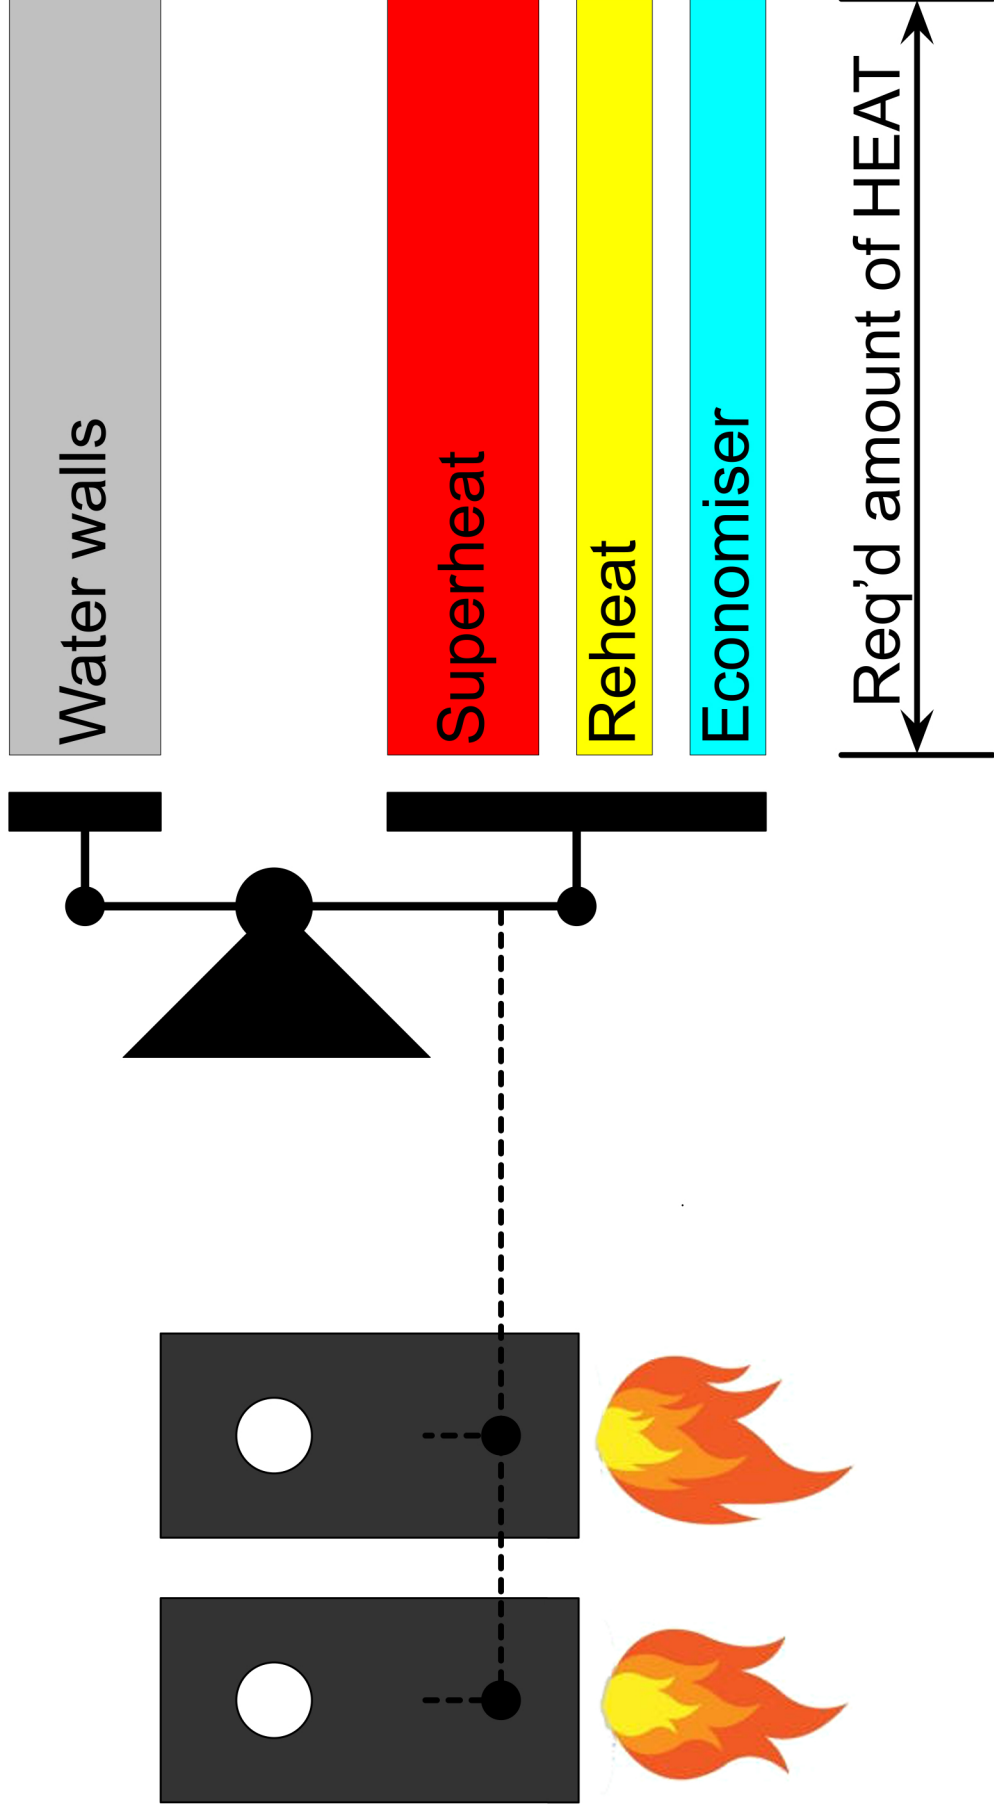 Water walls
Superheat
Reheat
Economiser
Req’d amount of HEAT